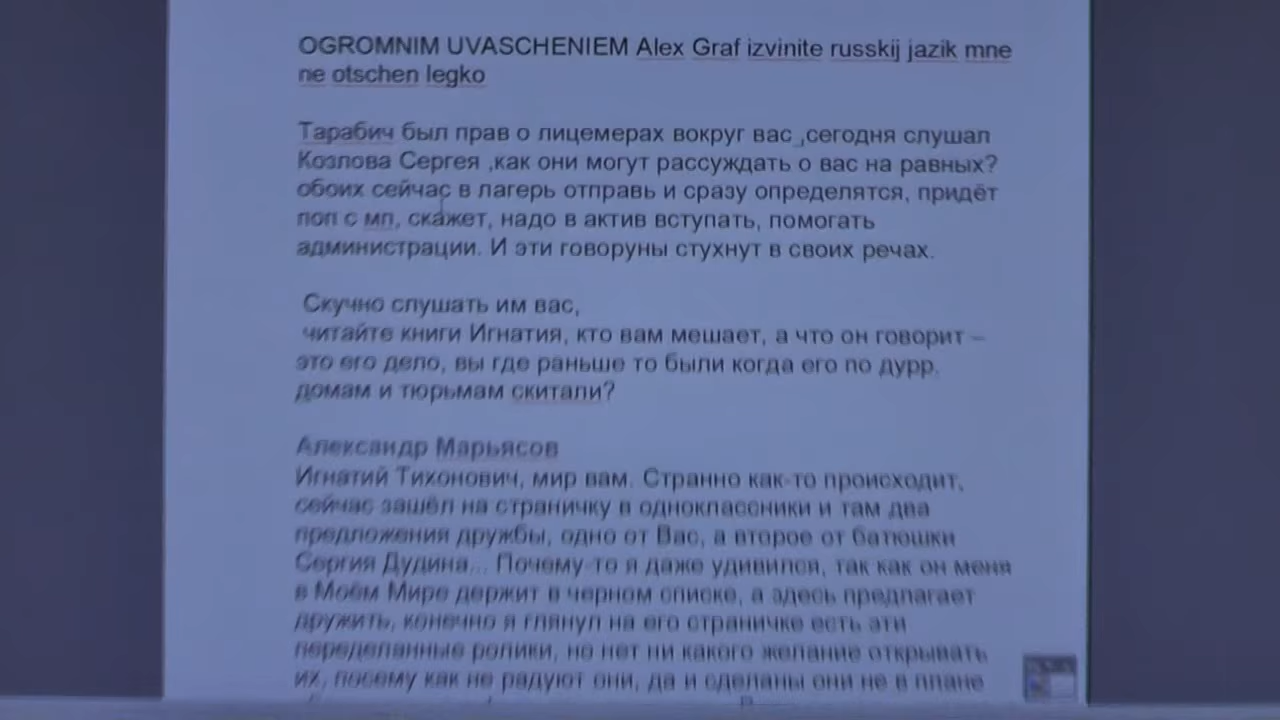 OGROMNIM UVASCHENIEM Alex Graf izvinite russkij jazik mne
ne otschen legko
Тарабич был прав о лицемерах вокруг вас ,сегодня слушал
Козлова Сергея ,как они могут рассуждать о вас на равных?
обоих сейчас в лагерь отправь и сразу определятся, придёт
поп с мп, скажет, надо в актив вступать, помогать
администрации. И эти говоруны стухнут в своих речах.
Скучно слушать им вас,
читайте книги Игнатия, кто вам мешает, а что он говорит –
это его дело, вы где раньше то были когда его по дурр.
домам и тюрьмам скитали?
Александр Марьясов
Игнатий Тихонович, мир вам. Странно как-то происходит,
сейчас зашёл на страничку в одноклассники и там два
предложения дружбы, одно от Вас, а второе от батюшки
Сергия Дудина... Почему-то я даже удивился, так как он меня
в Моём Мире держит в черном списке, а здесь предлагает
дружить, конечно я глянул на его страничке есть эти
переделанные ролики, но нет ни какого желание открывать
их, посему как не радуют они, да и сделаны они не в плане